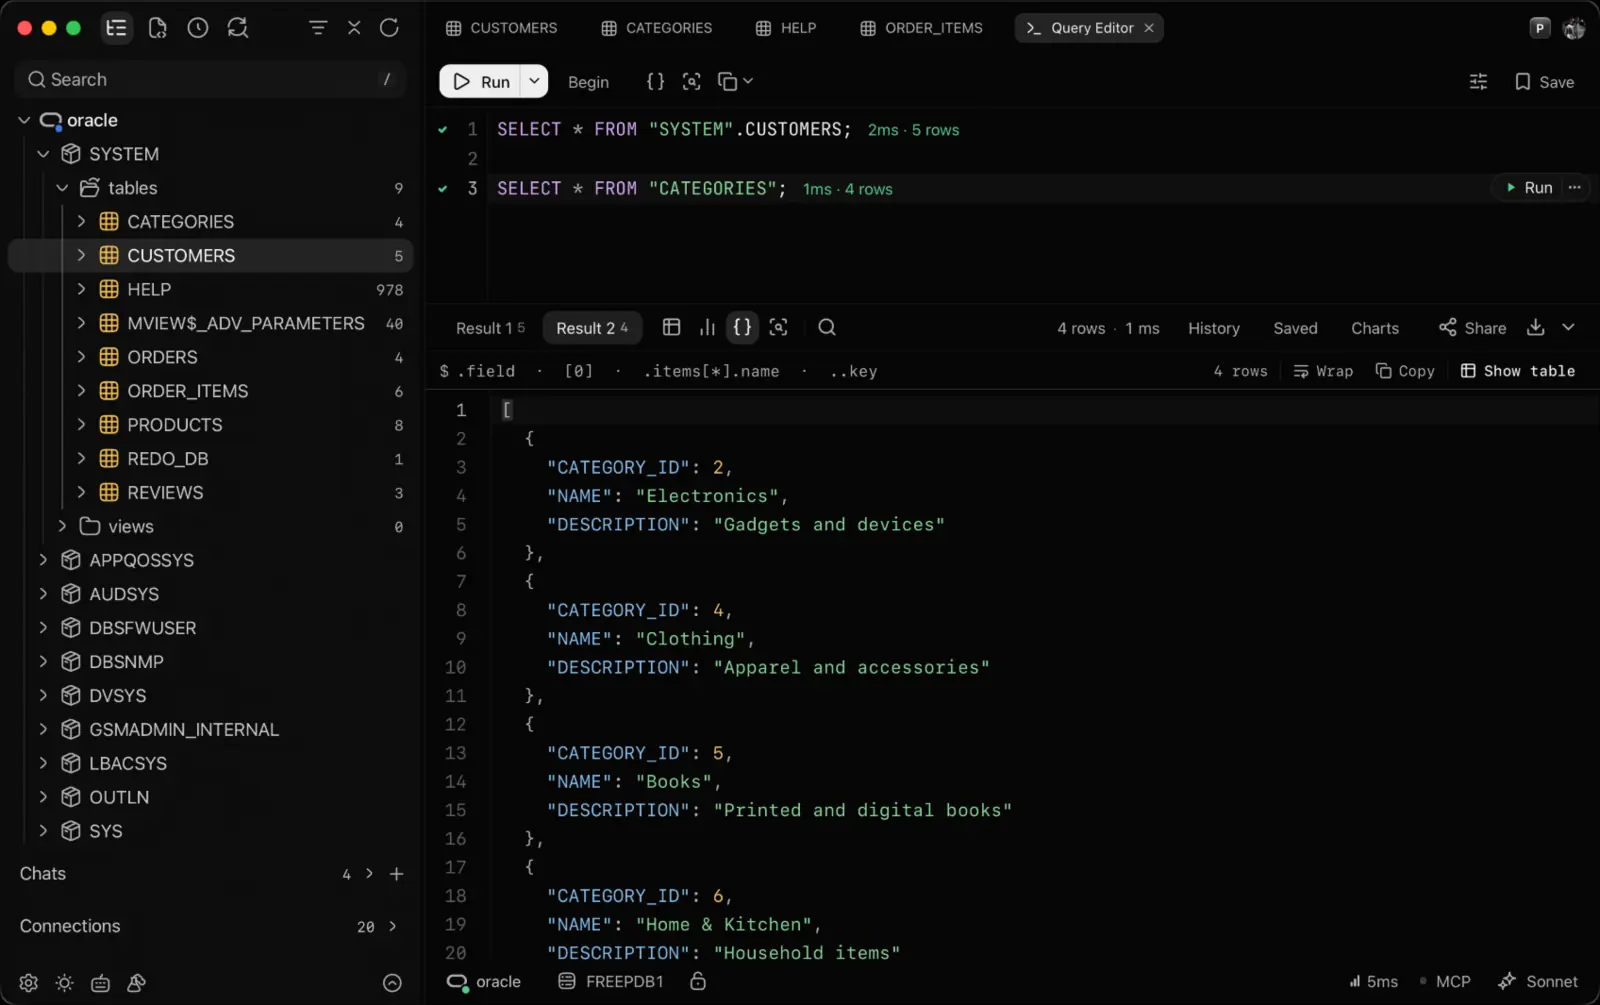 CUSTOMERS
CATEGORIES
HELP
ORDER_ITEMS
Query Editor
P
Search /
Run Begin Save
oracle
SYSTEM
tables 9
CATEGORIES 4
CUSTOMERS 5
HELP 978
MVIEW$_ADV_PARAMETERS 40
ORDERS 4
ORDER_ITEMS 6
PRODUCTS 8
REDO_DB 1
REVIEWS 3
views 0
APPQOSSYS
AUDSYS
DBSFWUSER
DBSNMP
DVSYS
GSMADMIN_INTERNAL
LBACSYS
OUTLN
SYS
Chats 4
Connections 20
1 SELECT * FROM "SYSTEM".CUSTOMERS; 2ms · 5 rows
2
3 SELECT * FROM "CATEGORIES"; 1ms · 4 rows Run
Result 1 5 Result 2 4 4 rows · 1 ms History Saved Charts Share
$ .field · [0] · .items[*].name · ..key 4 rows Wrap Copy Show table
1 [
2 {
3 "CATEGORY_ID": 2,
4 "NAME": "Electronics",
5 "DESCRIPTION": "Gadgets and devices"
6 },
7 {
8 "CATEGORY_ID": 4,
9 "NAME": "Clothing",
10 "DESCRIPTION": "Apparel and accessories"
11 },
12 {
13 "CATEGORY_ID": 5,
14 "NAME": "Books",
15 "DESCRIPTION": "Printed and digital books"
16 },
17 {
18 "CATEGORY_ID": 6,
19 "NAME": "Home & Kitchen",
20 "DESCRIPTION": "Household items"
oracle FREEPDB1 5ms MCP Sonnet